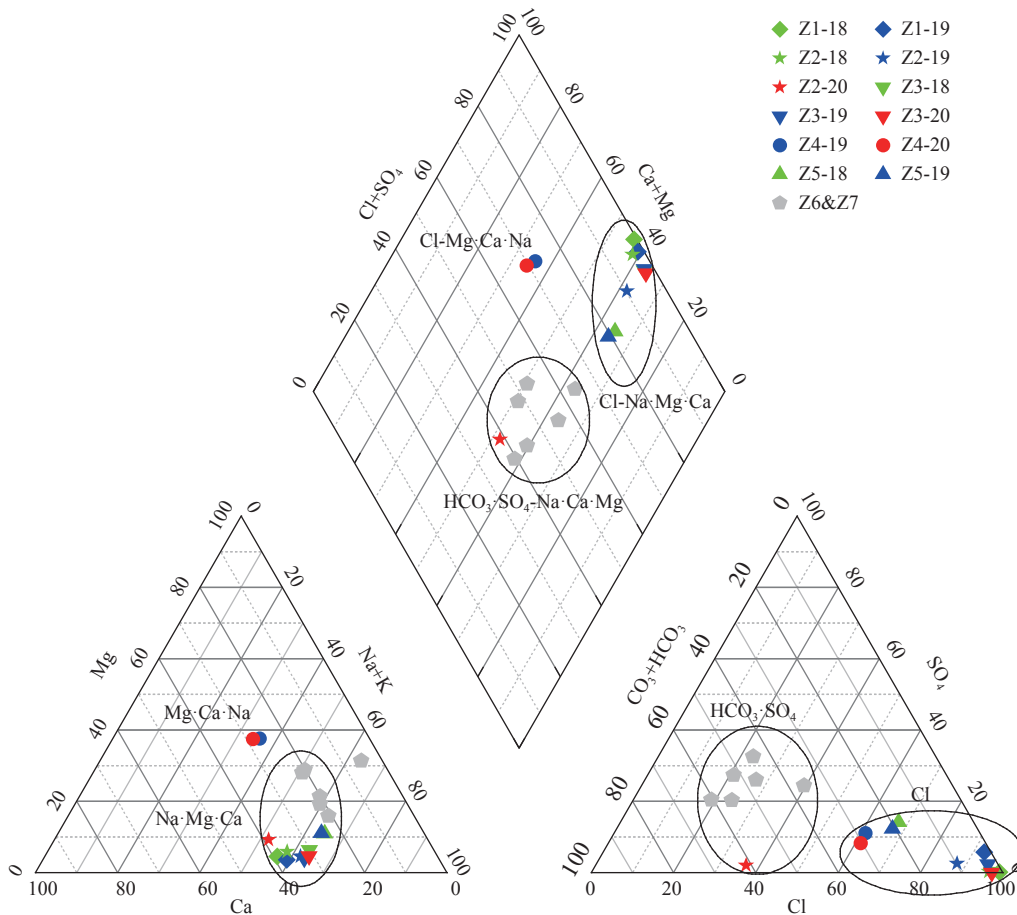 100 100
80 80
60 60
40 40
20 20
0 0
Cl+SO₄
Ca+Mg
Cl-Mg·Ca·Na
Cl-Na·Mg·Ca
HCO₃·SO₄-Na·Ca·Mg
Z1-18 Z1-19
Z2-18 Z2-19
Z2-20 Z3-18
Z3-19 Z3-20
Z4-19 Z4-20
Z5-18 Z5-19
Z6&Z7
100 0
80 20
60 40
40 60
20 80
0 100
Mg
Na+K
Mg·Ca·Na
Na·Mg·Ca
100 80 60 40 20 0
Ca
0 100
20 80
40 60
60 40
80 20
100 0
CO₃+HCO₃
SO₄
HCO₃·SO₄
Cl
0 20 40 60 80 100
Cl